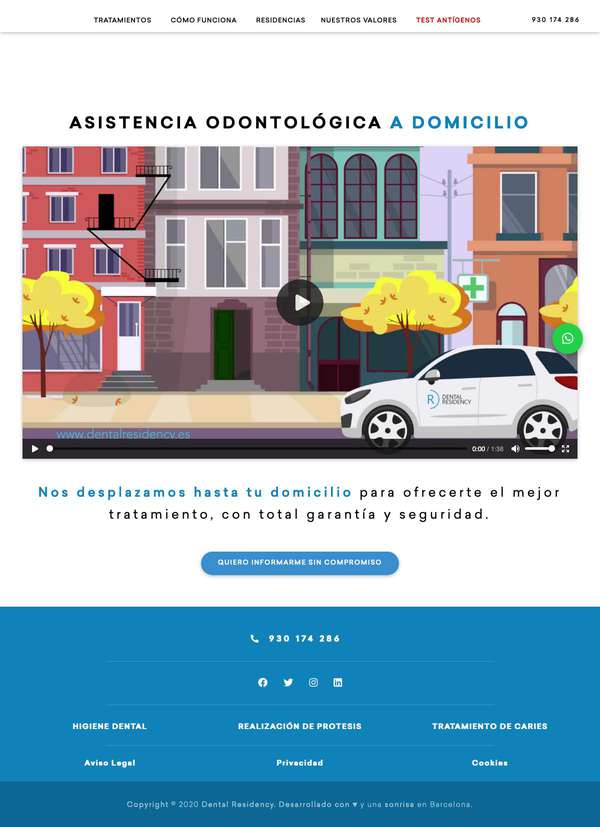 TRATAMIENTOS CÓMO FUNCIONA RESIDENCIAS NUESTROS VALORES TEST ANTÍGENOS 930 174 286
ASISTENCIA ODONTOLÓGICA A DOMICILIO
R DENTAL
RESIDENCY
www.dentalresidency.es
0:00 / 1:38
Nos desplazamos hasta tu domicilio para ofrecerte el mejor
tratamiento, con total garantía y seguridad.
QUIERO INFORMARME SIN COMPROMISO
930 174 286
HIGIENE DENTAL REALIZACIÓN DE PROTESIS TRATAMIENTO DE CARIES
Aviso Legal Privacidad Cookies
Copyright © 2020 Dental Residency. Desarrollado con ♥ y una sonrisa en Barcelona.